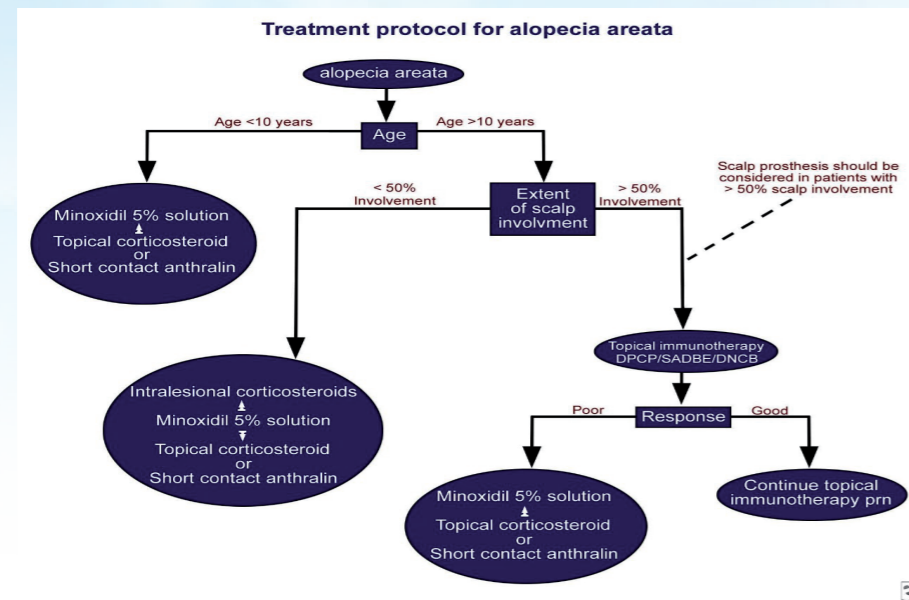 Treatment protocol for alopecia areata
alopecia areata
Age <10 years
Age >10 years
Age
Scalp prosthesis should be
considered in patients with
> 50% scalp involvement
< 50%
Involvement
Extent
of scalp
involvment
> 50%
Involvement
Minoxidil 5% solution
Topical corticosteroid
or
Short contact anthralin
Topical immunotherapy
DPCP/SADBE/DNCB
Intralesional corticosteroids
Minoxidil 5% solution
Topical corticosteroid
or
Short contact anthralin
Poor
Response
Good
Minoxidil 5% solution
Topical corticosteroid
or
Short contact anthralin
Continue topical
immunotherapy prn